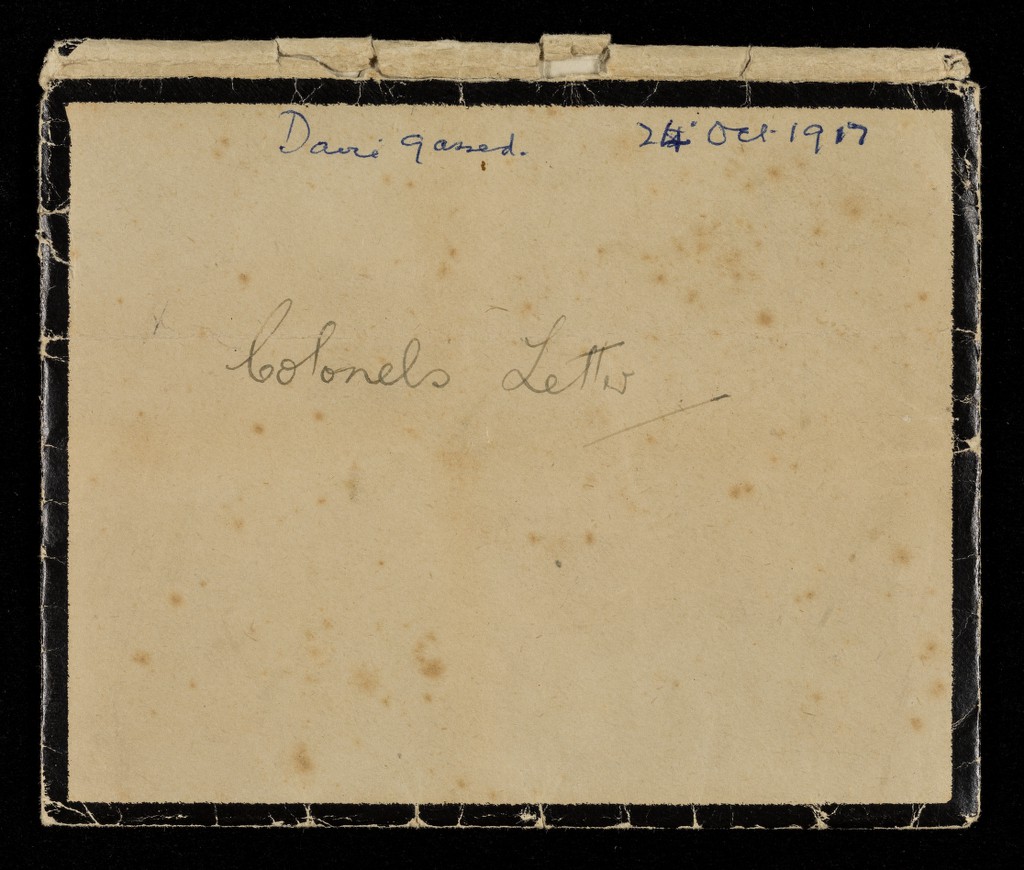 Davie gassed. 24 Oct 1917
Colonels Letter